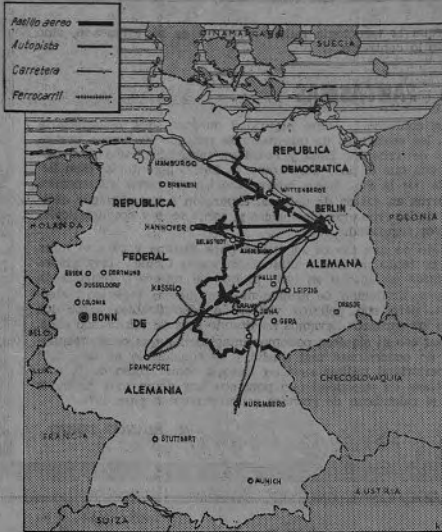 Pasillo aereo
Autopista
Carretera
Ferrocarril
DINAMARCA
SUECIA
HAMBURGO
REPUBLICA
DEMOCRATICA
BREMEN
WITTENBERGE
REPUBLICA
BERLIN
POLONIA
HOLANDA
HANNOVER
HELMSTEDT
FEDERAL
ALEMANA
ESSEN
DORTMUND
KASSEL
HALLE
DUSSELDORF
LEIPZIG
COLONIA
ERFURT
JENA
DRESDE
BONN
DE
GERA
FRANCFORT
CHECOSLOVAQUIA
ALEMANIA
NUREMBERG
FRANCIA
STUTTGART
MUNICH
AUSTRIA
SUIZA